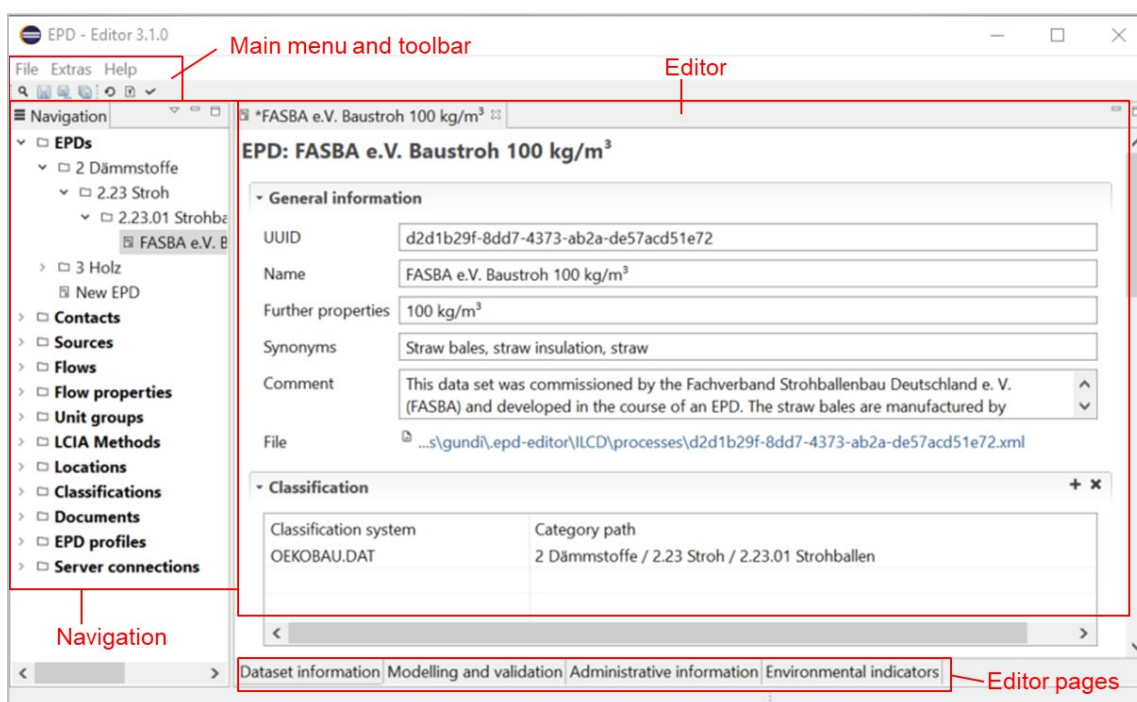 EPD - Editor 3.1.0
Main menu and toolbar
File Extras Help
Editor
Navigation
*FASBA e.V. Baustroh 100 kg/m³
EPDs
2 Dämmstoffe
2.23 Stroh
2.23.01 Strohba
FASBA e.V. B
3 Holz
New EPD
Contacts
Sources
Flows
Flow properties
Unit groups
LCIA Methods
Locations
Classifications
Documents
EPD profiles
Server connections
Navigation
EPD: FASBA e.V. Baustroh 100 kg/m³
General information
UUID d2d1b29f-8dd7-4373-ab2a-de57acd51e72
Name FASBA e.V. Baustroh 100 kg/m³
Further properties 100 kg/m³
Synonyms Straw bales, straw insulation, straw
Comment This data set was commissioned by the Fachverband Strohballenbau Deutschland e. V.
(FASBA) and developed in the course of an EPD. The straw bales are manufactured by
File ...s\gundi\.epd-editor\ILCD\processes\d2d1b29f-8dd7-4373-ab2a-de57acd51e72.xml
Classification
Classification system Category path
OEKOBAU.DAT 2 Dämmstoffe / 2.23 Stroh / 2.23.01 Strohballen
Dataset information Modelling and validation Administrative information Environmental indicators
Editor pages